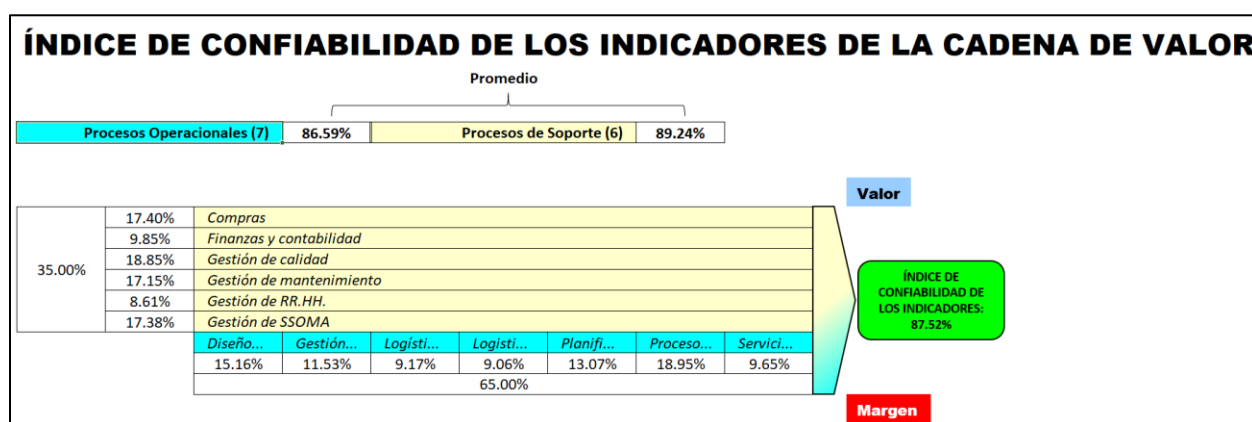 ÍNDICE DE CONFIABILIDAD DE LOS INDICADORES DE LA CADENA DE VALOR
Promedio
Procesos Operacionales (7) 86.59% Procesos de Soporte (6) 89.24%
Valor
35.00%
17.40% Compras
9.85% Finanzas y contabilidad
18.85% Gestión de calidad
17.15% Gestión de mantenimiento
8.61% Gestión de RR.HH.
17.38% Gestión de SSOMA
ÍNDICE DE
CONFIABILIDAD DE
LOS INDICADORES:
87.52%
Diseño... Gestión... Logísti... Logisti... Planifi... Proceso... Servici...
15.16% 11.53% 9.17% 9.06% 13.07% 18.95% 9.65%
65.00%
Margen